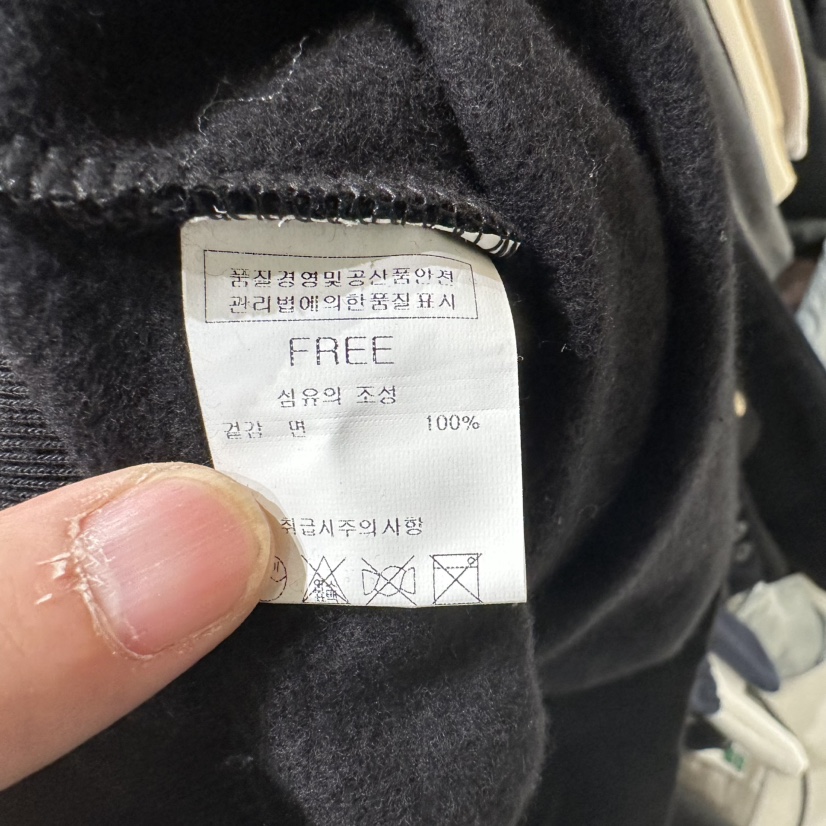 품질경영및공산품안전
관리법에의한품질표시
FREE
섬유의 조성
겉감 면 100%
취급시주의사항